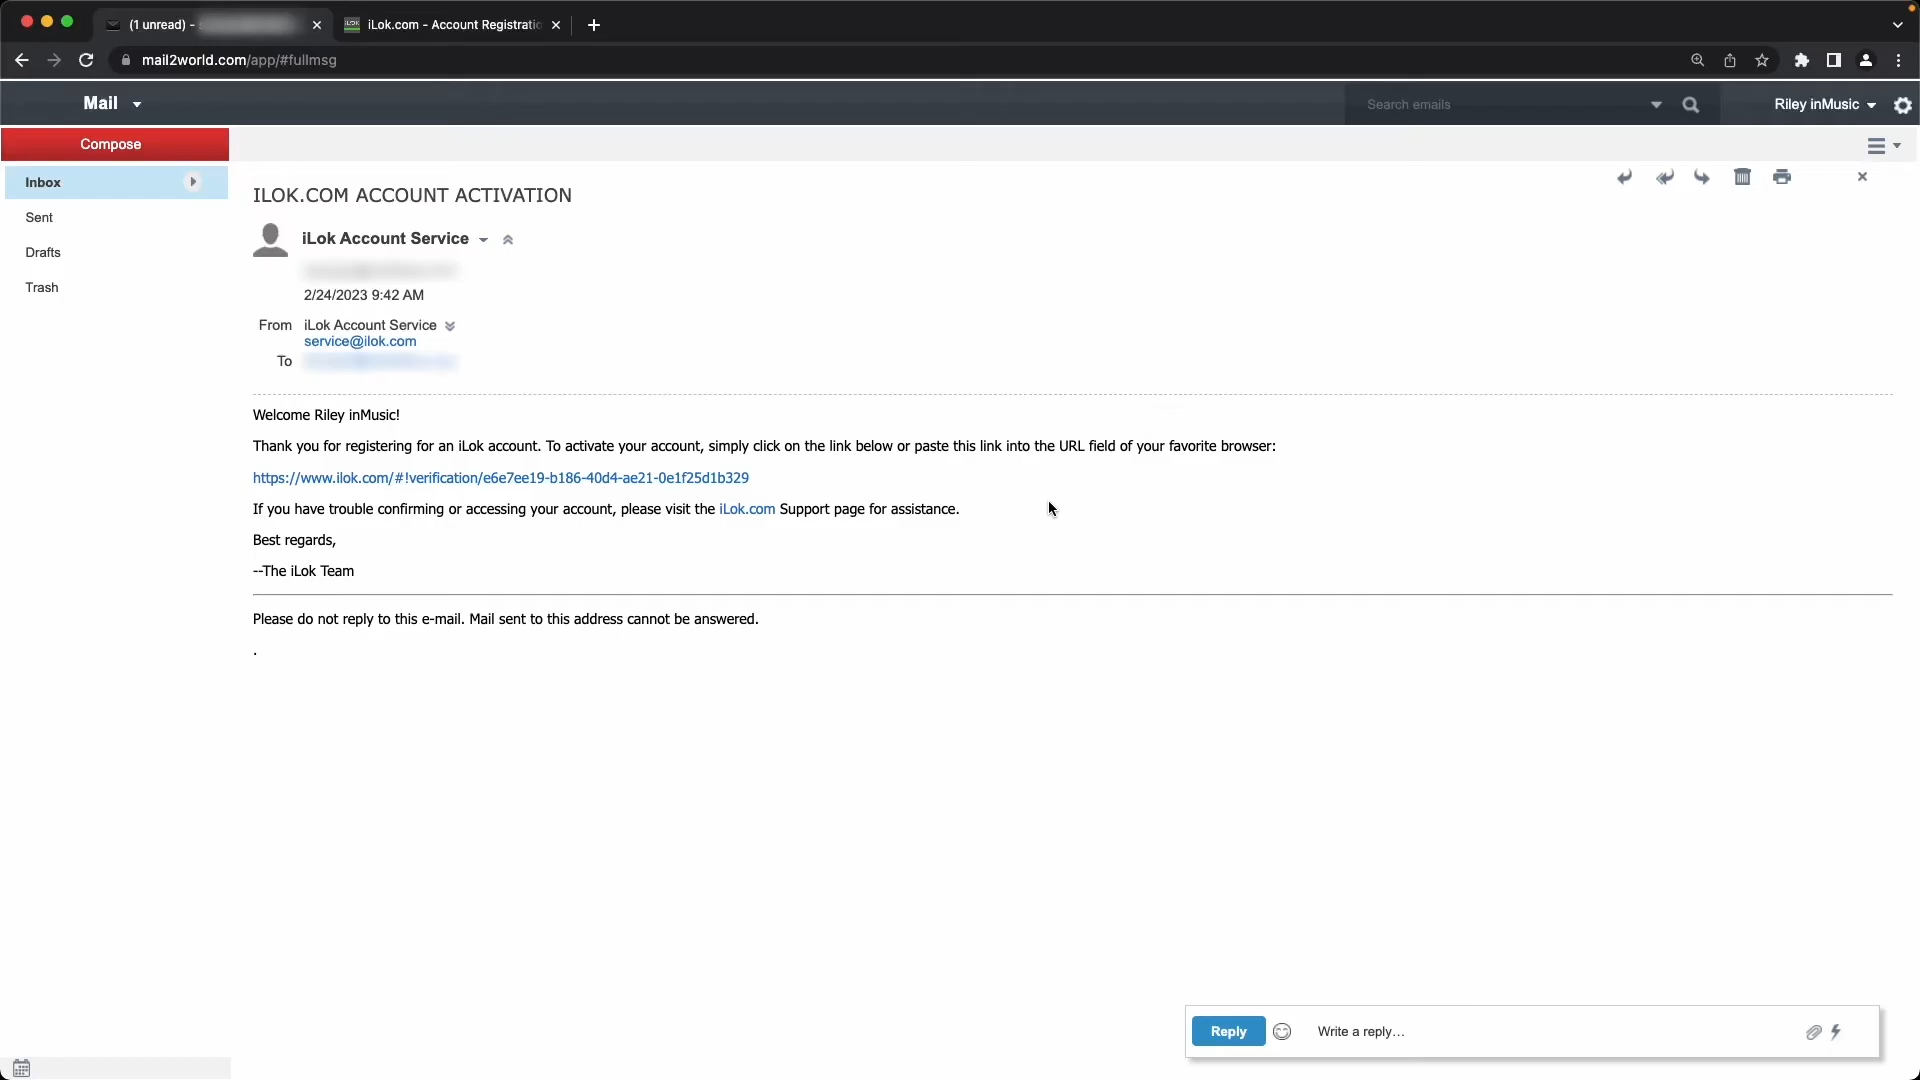 (1 unread) -
iLok.com - Account Registratio
mail2world.com/app/#fullmsg
Mail
Search emails
Riley inMusic
Compose
Inbox
Sent
Drafts
Trash
ILOK.COM ACCOUNT ACTIVATION
iLok Account Service
2/24/2023 9:42 AM
From iLok Account Service
service@ilok.com
To
Welcome Riley inMusic!
Thank you for registering for an iLok account. To activate your account, simply click on the link below or paste this link into the URL field of your favorite browser:
https://www.ilok.com/#!verification/e6e7ee19-b186-40d4-ae21-0e1f25d1b329
If you have trouble confirming or accessing your account, please visit the iLok.com Support page for assistance.
Best regards,
--The iLok Team
Please do not reply to this e-mail. Mail sent to this address cannot be answered.
.
Reply
Write a reply...